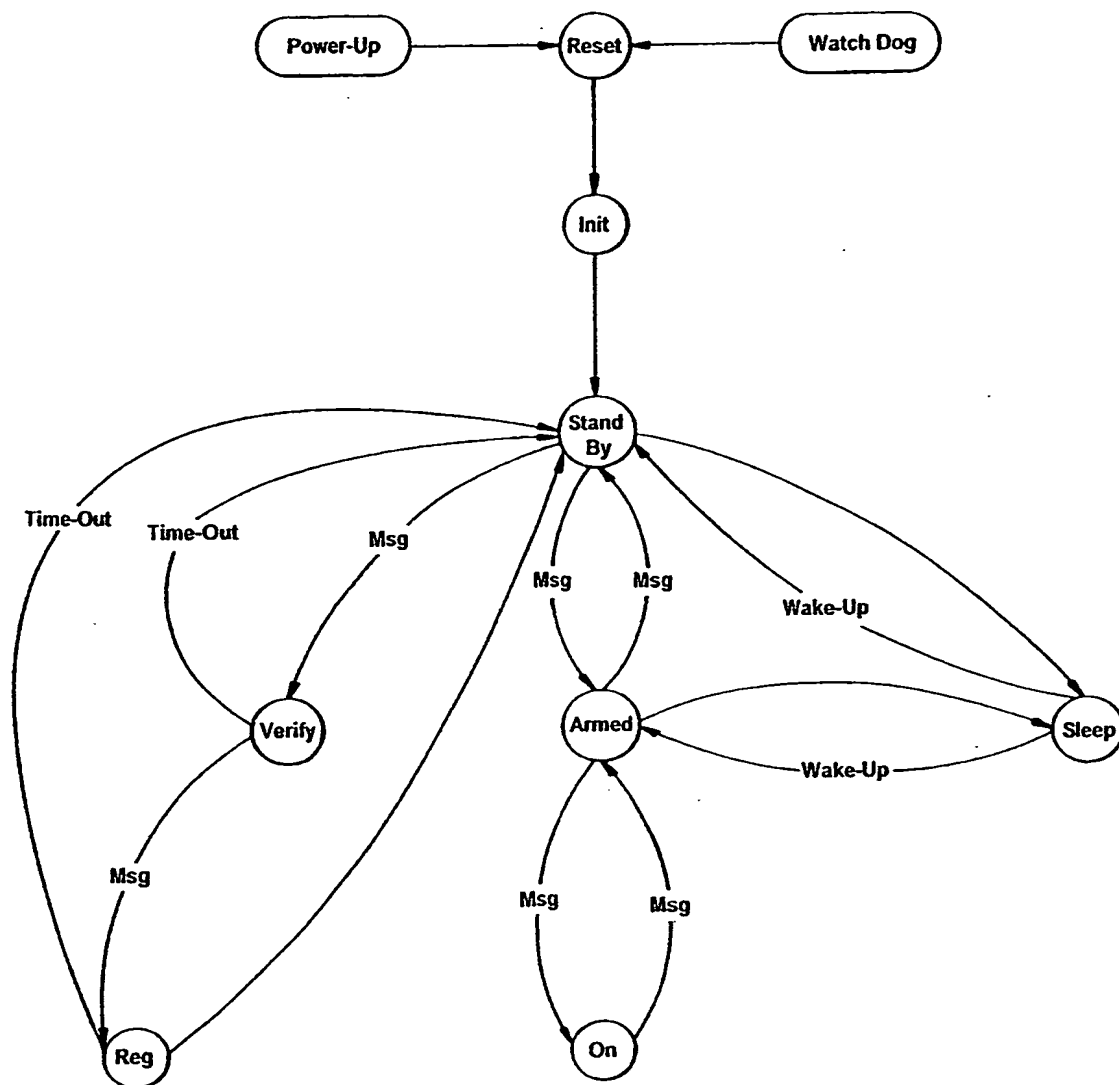 Power-Up
Reset
Watch Dog
Init
Stand
By
Time-Out
Time-Out
Msg
Msg
Msg
Wake-Up
Verify
Armed
Sleep
Wake-Up
Msg
Msg
Msg
Reg
On